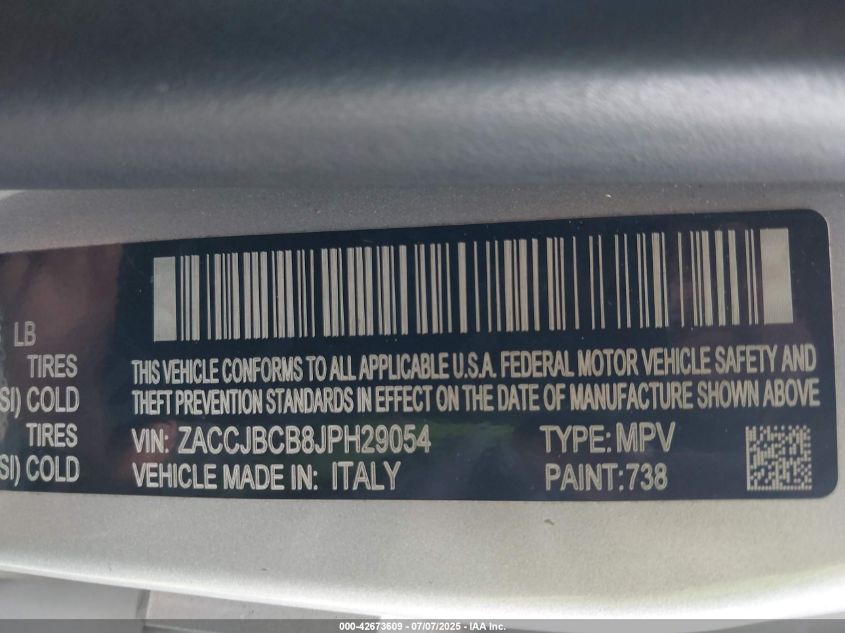 LB
TIRES
SI) COLD
TIRES
SI) COLD
THIS VEHICLE CONFORMS TO ALL APPLICABLE U.S.A. FEDERAL MOTOR VEHICLE SAFETY AND
THEFT PREVENTION STANDARDS IN EFFECT ON THE DATE OF MANUFACTURE SHOWN ABOVE
VIN: ZACCJBCB8JPH29054 TYPE: MPV
VEHICLE MADE IN: ITALY PAINT:738
000-42673609 - 07/07/2025 - IAA Inc.